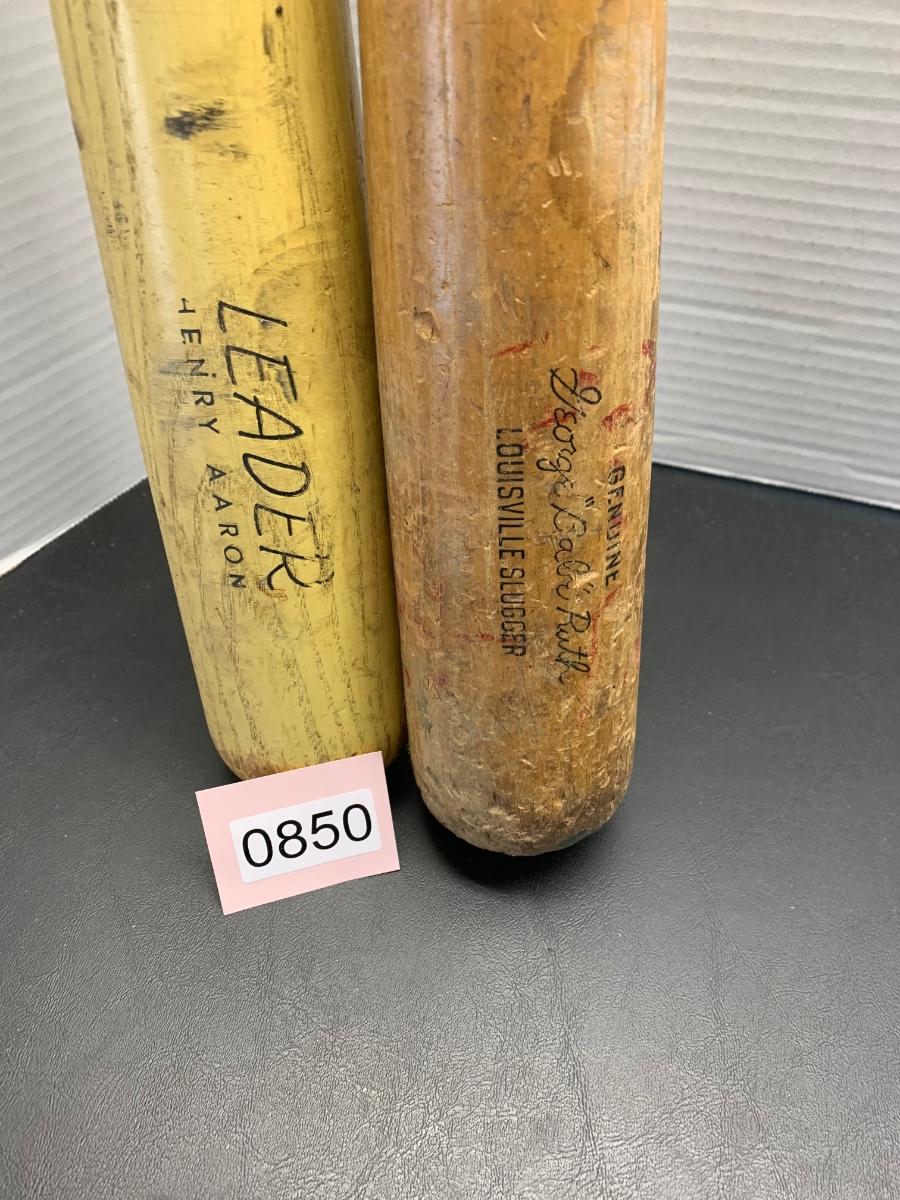 LEADER
HENRY AARON
GENUINE
George "Babe" Ruth
LOUISVILLE SLUGGER
0850